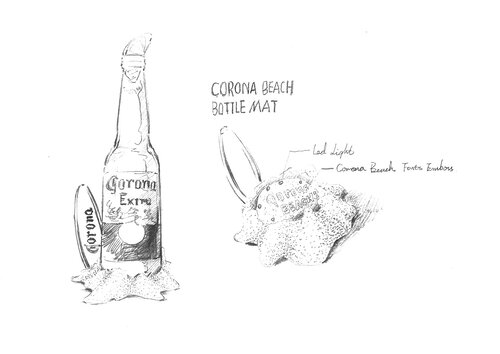 CORONA BEACH
BOTTLE MAT
Led Light
Corona Beach Fonts Emboss
Corona
Extra
Corona
CORONA
BEACH